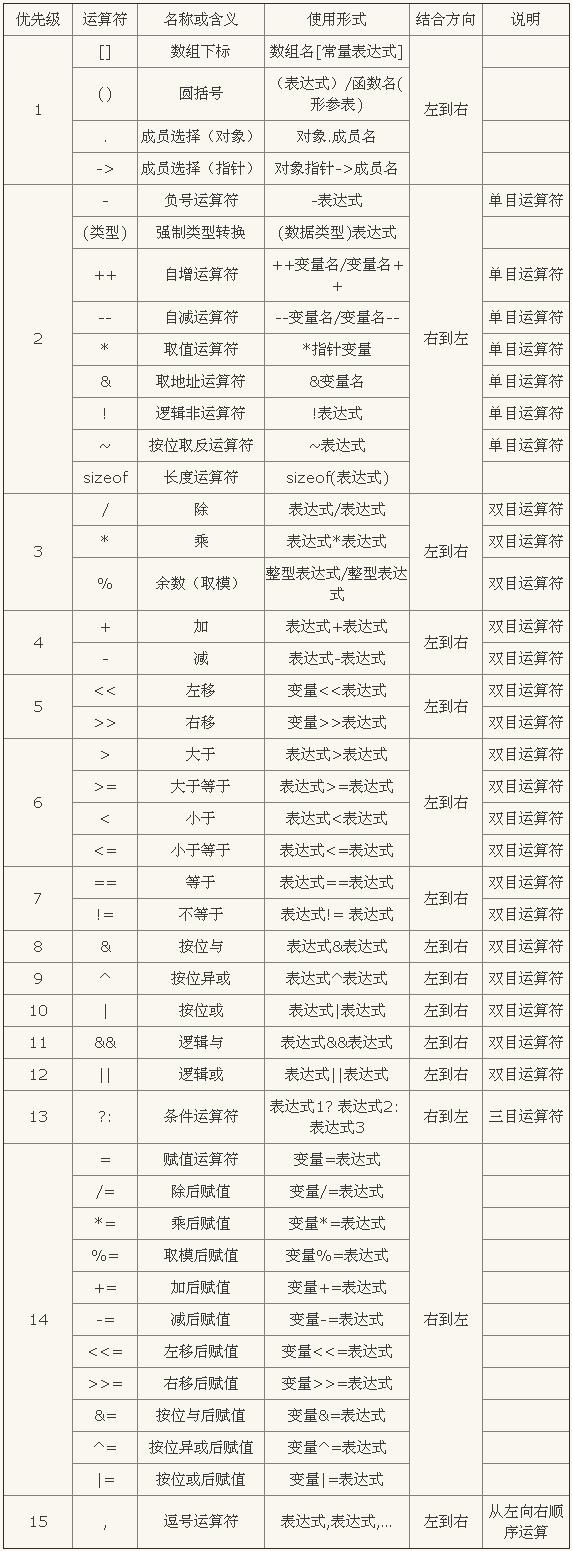 优先级 运算符 名称或含义 使用形式 结合方向 说明
1 [] 数组下标 数组名[常量表达式] 左到右
() 圆括号 （表达式）/函数名(
形参表)
. 成员选择（对象） 对象.成员名
-> 成员选择（指针） 对象指针->成员名
2 - 负号运算符 -表达式 右到左 单目运算符
(类型) 强制类型转换 (数据类型)表达式
++ 自增运算符 ++变量名/变量名+
+ 单目运算符
-- 自减运算符 --变量名/变量名-- 单目运算符
* 取值运算符 *指针变量 单目运算符
& 取地址运算符 &变量名 单目运算符
! 逻辑非运算符 !表达式 单目运算符
~ 按位取反运算符 ~表达式 单目运算符
sizeof 长度运算符 sizeof(表达式)
3 / 除 表达式/表达式 左到右 双目运算符
* 乘 表达式*表达式 双目运算符
% 余数（取模） 整型表达式/整型表达
式 双目运算符
4 + 加 表达式+表达式 左到右 双目运算符
- 减 表达式-表达式 双目运算符
5 << 左移 变量<<表达式 左到右 双目运算符
>> 右移 变量>>表达式 双目运算符
6 > 大于 表达式>表达式 左到右 双目运算符
>= 大于等于 表达式>=表达式 双目运算符
< 小于 表达式<表达式 双目运算符
<= 小于等于 表达式<=表达式 双目运算符
7 == 等于 表达式==表达式 左到右 双目运算符
!= 不等于 表达式!= 表达式 双目运算符
8 & 按位与 表达式&表达式 左到右 双目运算符
9 ^ 按位异或 表达式^表达式 左到右 双目运算符
10 | 按位或 表达式|表达式 左到右 双目运算符
11 && 逻辑与 表达式&&表达式 左到右 双目运算符
12 || 逻辑或 表达式||表达式 左到右 双目运算符
13 ?: 条件运算符 表达式1? 表达式2:
表达式3 右到左 三目运算符
14 = 赋值运算符 变量=表达式 右到左
/= 除后赋值 变量/=表达式
*= 乘后赋值 变量*=表达式
%= 取模后赋值 变量%=表达式
+= 加后赋值 变量+=表达式
-= 减后赋值 变量-=表达式
<<= 左移后赋值 变量<<=表达式
>>= 右移后赋值 变量>>=表达式
&= 按位与后赋值 变量&=表达式
^= 按位异或后赋值 变量^=表达式
|= 按位或后赋值 变量|=表达式
15 , 逗号运算符 表达式,表达式,… 左到右 从左向右顺
序运算